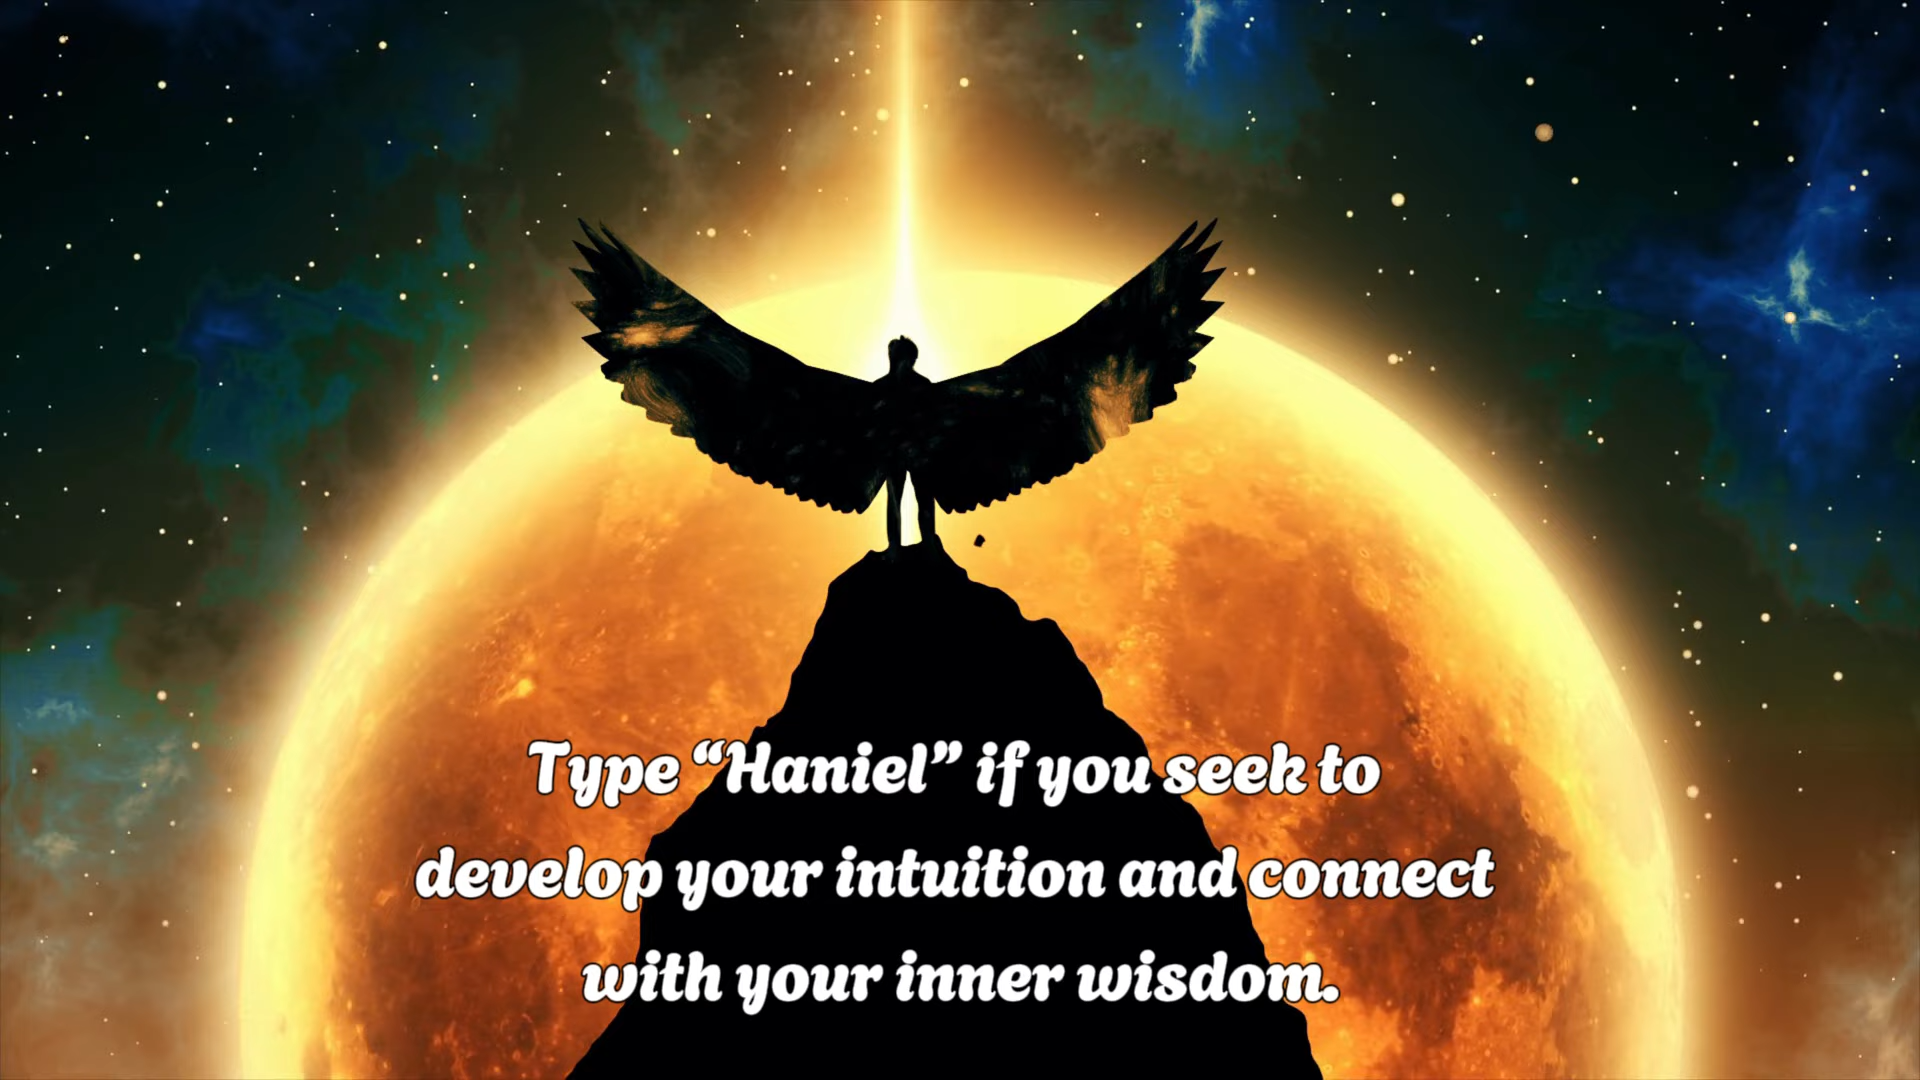 Type “Haniel” if you seek to
develop your intuition and connect
with your inner wisdom.